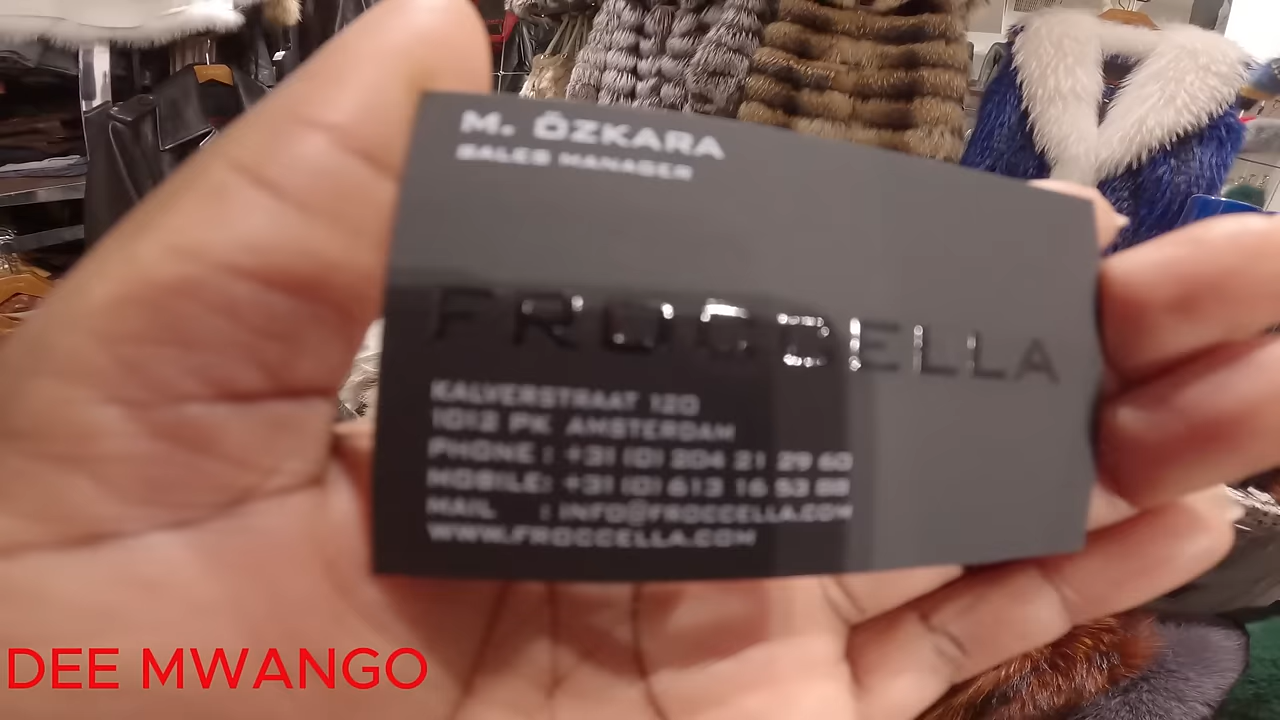 M. ÖZKARA
SALES MANAGER
FROCCELLA
KALVERSTRAAT 120
1012 PK AMSTERDAM
PHONE : +31 (0) 204 21 29 60
MOBILE: +31 (0) 613 16 53 88
MAIL : INFO@FROCCELLA.COM
WWW.FROCCELLA.COM
DEE MWANGO